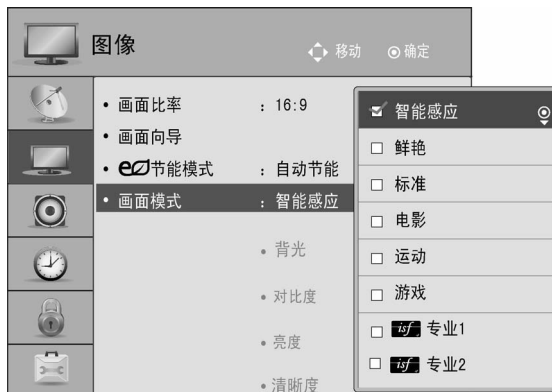 图像
移动 确定
• 画面比率 : 16:9
• 画面向导
• eco节能模式 : 自动节能
• 画面模式 : 智能感应
• 背光
• 对比度
• 亮度
• 清晰度
智能感应
鲜艳
标准
电影
运动
游戏
isf 专业1
isf 专业2